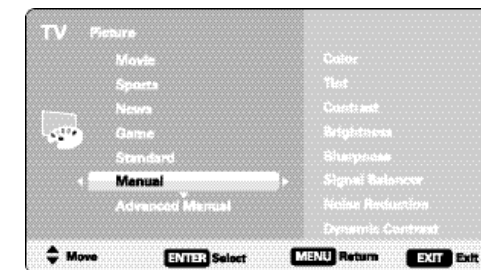 TV Picture
Movie
Sports
News
Game
Standard
Manual
Advanced Manual
Color
Tint
Contrast
Brightness
Sharpness
Signal Balancer
Noise Reduction
Dynamic Contrast
Move ENTER Select MENU Return EXIT Exit